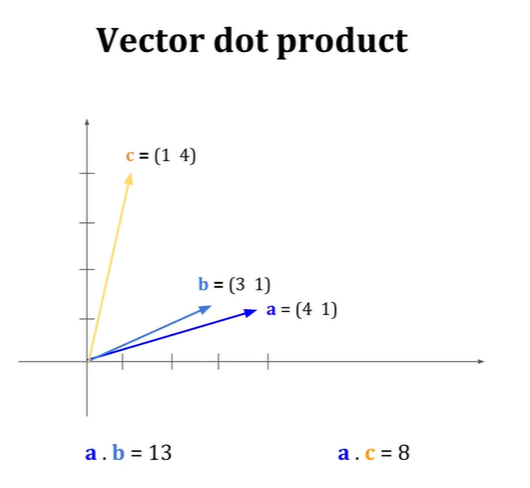 Vector dot product
c = (1 4)
b = (3 1)
a = (4 1)
a . b = 13
a . c = 8